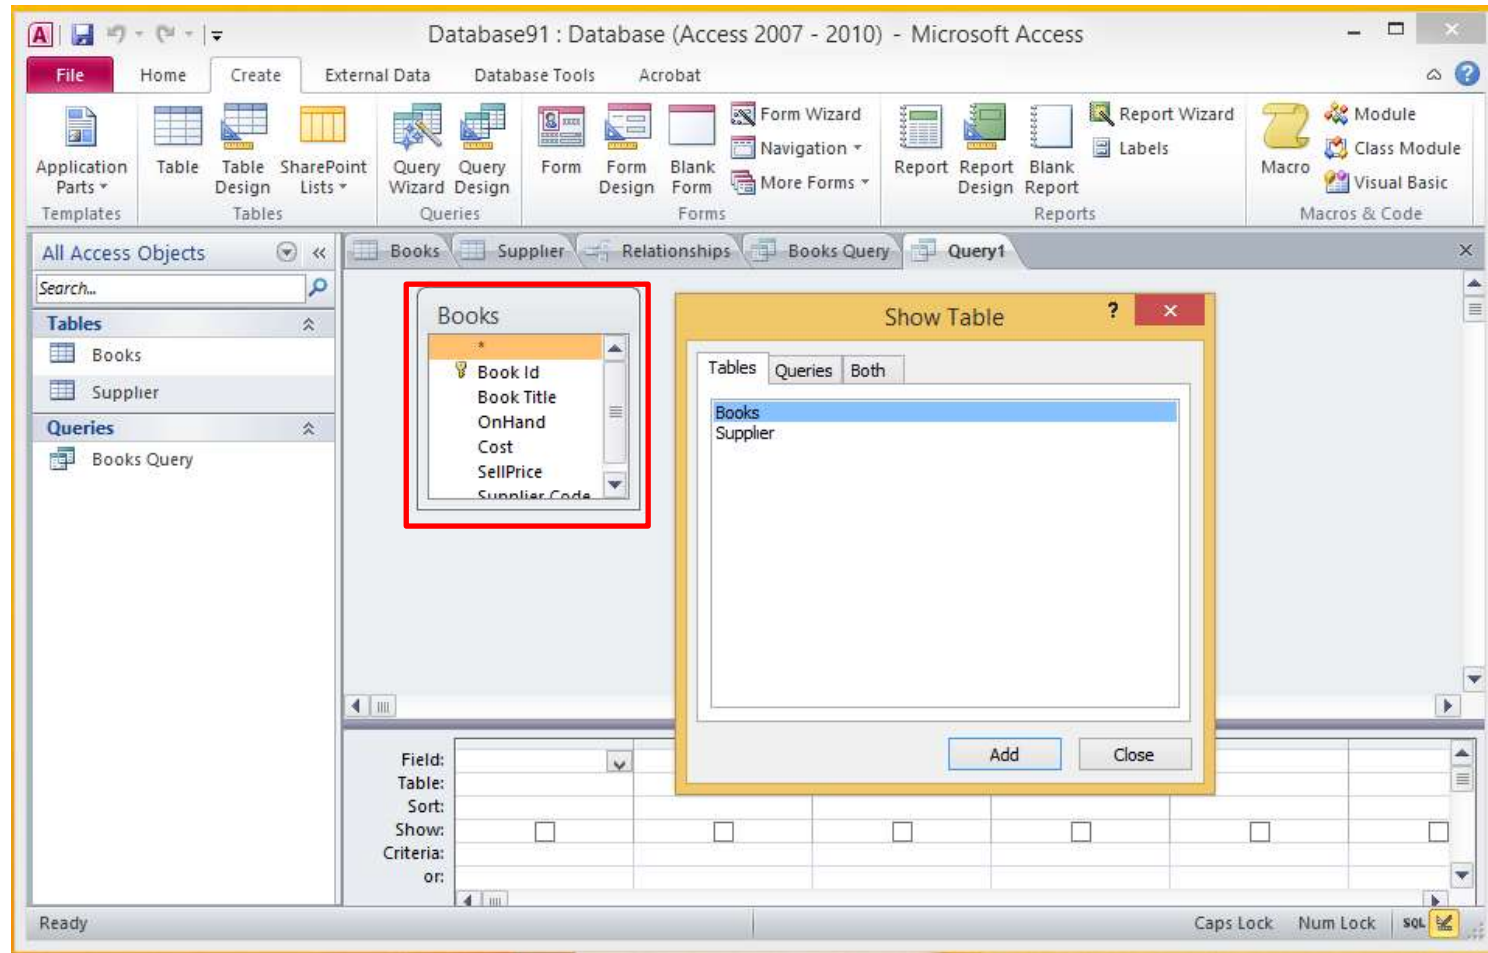 Database91 : Database (Access 2007 - 2010) - Microsoft Access
File Home Create External Data Database Tools Acrobat
Application Parts
Table
Table Design
SharePoint Lists
Query Wizard
Query Design
Form
Form Design
Blank Form
Form Wizard
Navigation
More Forms
Report
Report Design
Blank Report
Report Wizard
Labels
Macro
Module
Class Module
Visual Basic
Templates Tables Queries Forms Reports Macros & Code
All Access Objects «
Search...
Tables
Books
Supplier
Queries
Books Query
Books Supplier Relationships Books Query Query1
Books
*
Book Id
Book Title
OnHand
Cost
SellPrice
Supplier Code
Show Table ?
Tables Queries Both
Books
Supplier
Add Close
Field:
Table:
Sort:
Show:
Criteria:
or:
Ready Caps Lock Num Lock SQL